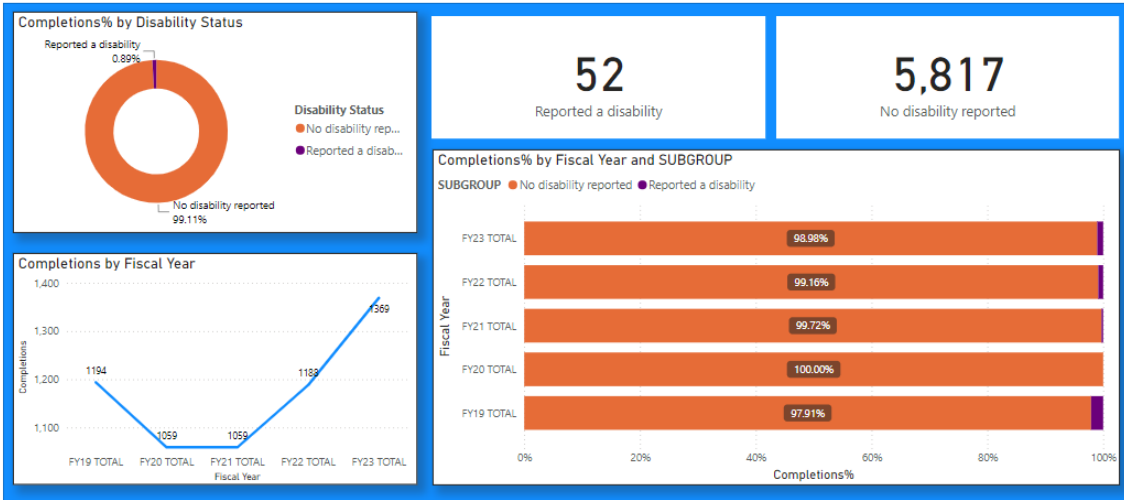 Completions% by Disability Status
Reported a disability
0.89%
Disability Status
No disability rep...
Reported a disab...
No disability reported
99.11%
52
Reported a disability
5,817
No disability reported
Completions by Fiscal Year
Completions
1,400
1,300
1,200
1,100
1194
1059
1059
1188
1369
FY19 TOTAL FY20 TOTAL FY21 TOTAL FY22 TOTAL FY23 TOTAL
Fiscal Year
Completions% by Fiscal Year and SUBGROUP
SUBGROUP No disability reported Reported a disability
Fiscal Year
FY23 TOTAL 98.98%
FY22 TOTAL 99.16%
FY21 TOTAL 99.72%
FY20 TOTAL 100.00%
FY19 TOTAL 97.91%
0% 20% 40% 60% 80% 100%
Completions%